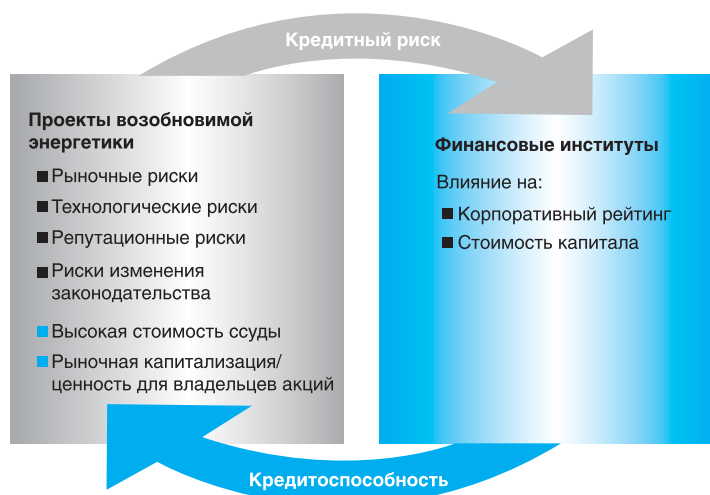 Кредитный риск
Проекты возобновимой
энергетики
Рыночные риски
Технологические риски
Репутационные риски
Риски изменения
законодательства
Высокая стоимость ссуды
Рыночная капитализация/
ценность для владельцев акций
Финансовые институты
Влияние на:
Корпоративный рейтинг
Стоимость капитала
Кредитоспособность